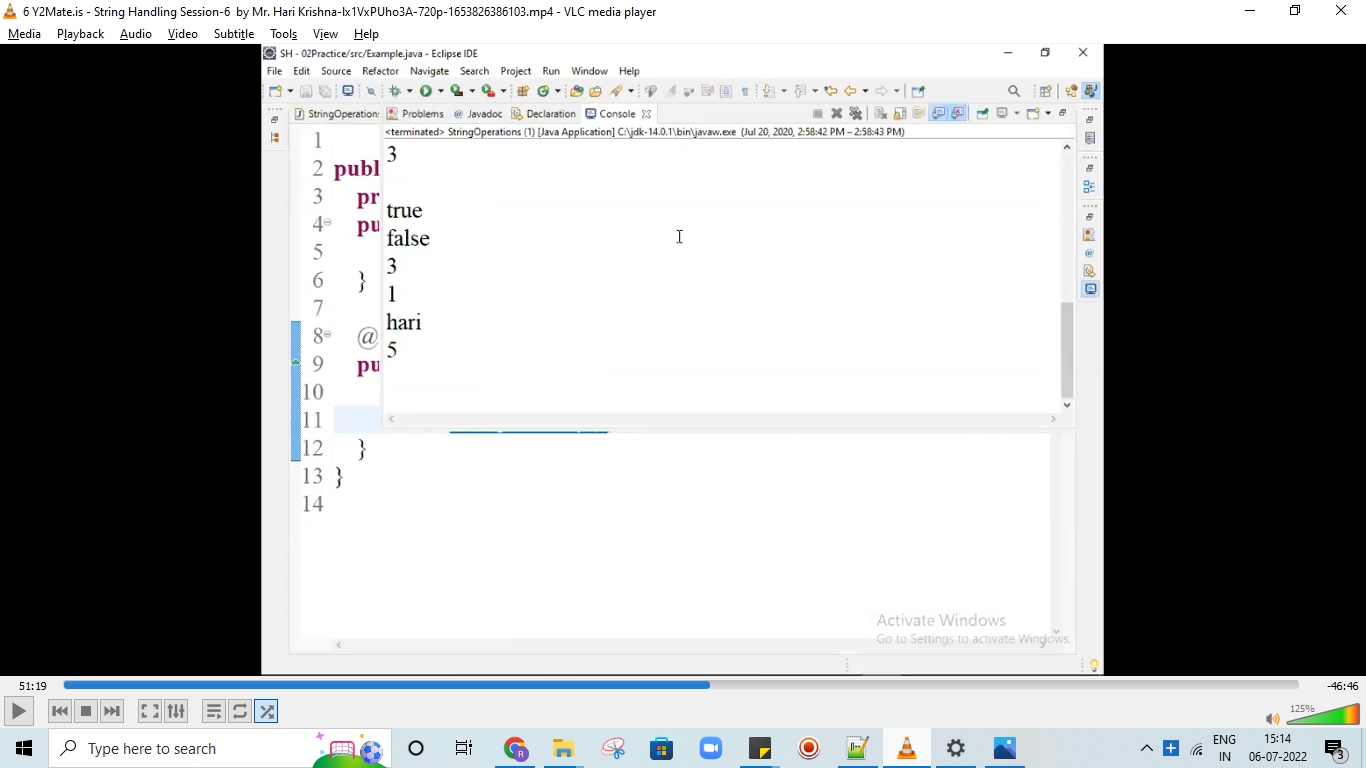 6 Y2Mate.is - String Handling Session-6 by Mr. Hari Krishna-Ix1VxPUho3A-720p-1653826386103.mp4 - VLC media player
Media Playback Audio Video Subtitle Tools View Help
SH - 02Practice/src/Example.java - Eclipse IDE
File Edit Source Refactor Navigate Search Project Run Window Help
StringOperations Problems @ Javadoc Declaration Console
<terminated> StringOperations (1) [Java Application] C:\jdk-14.0.1\bin\javaw.exe (Jul 20, 2020, 2:58:42 PM – 2:58:43 PM)
1
2 publ
3 pr
4 pu
5
6 }
7
8 @
9 pu
10
11
12 }
13 }
14
3
true
false
3
1
hari
5
Activate Windows
Go to Settings to activate Windows.
51:19
-46:46
125%
Type here to search
ENG
IN
15:14
06-07-2022
3